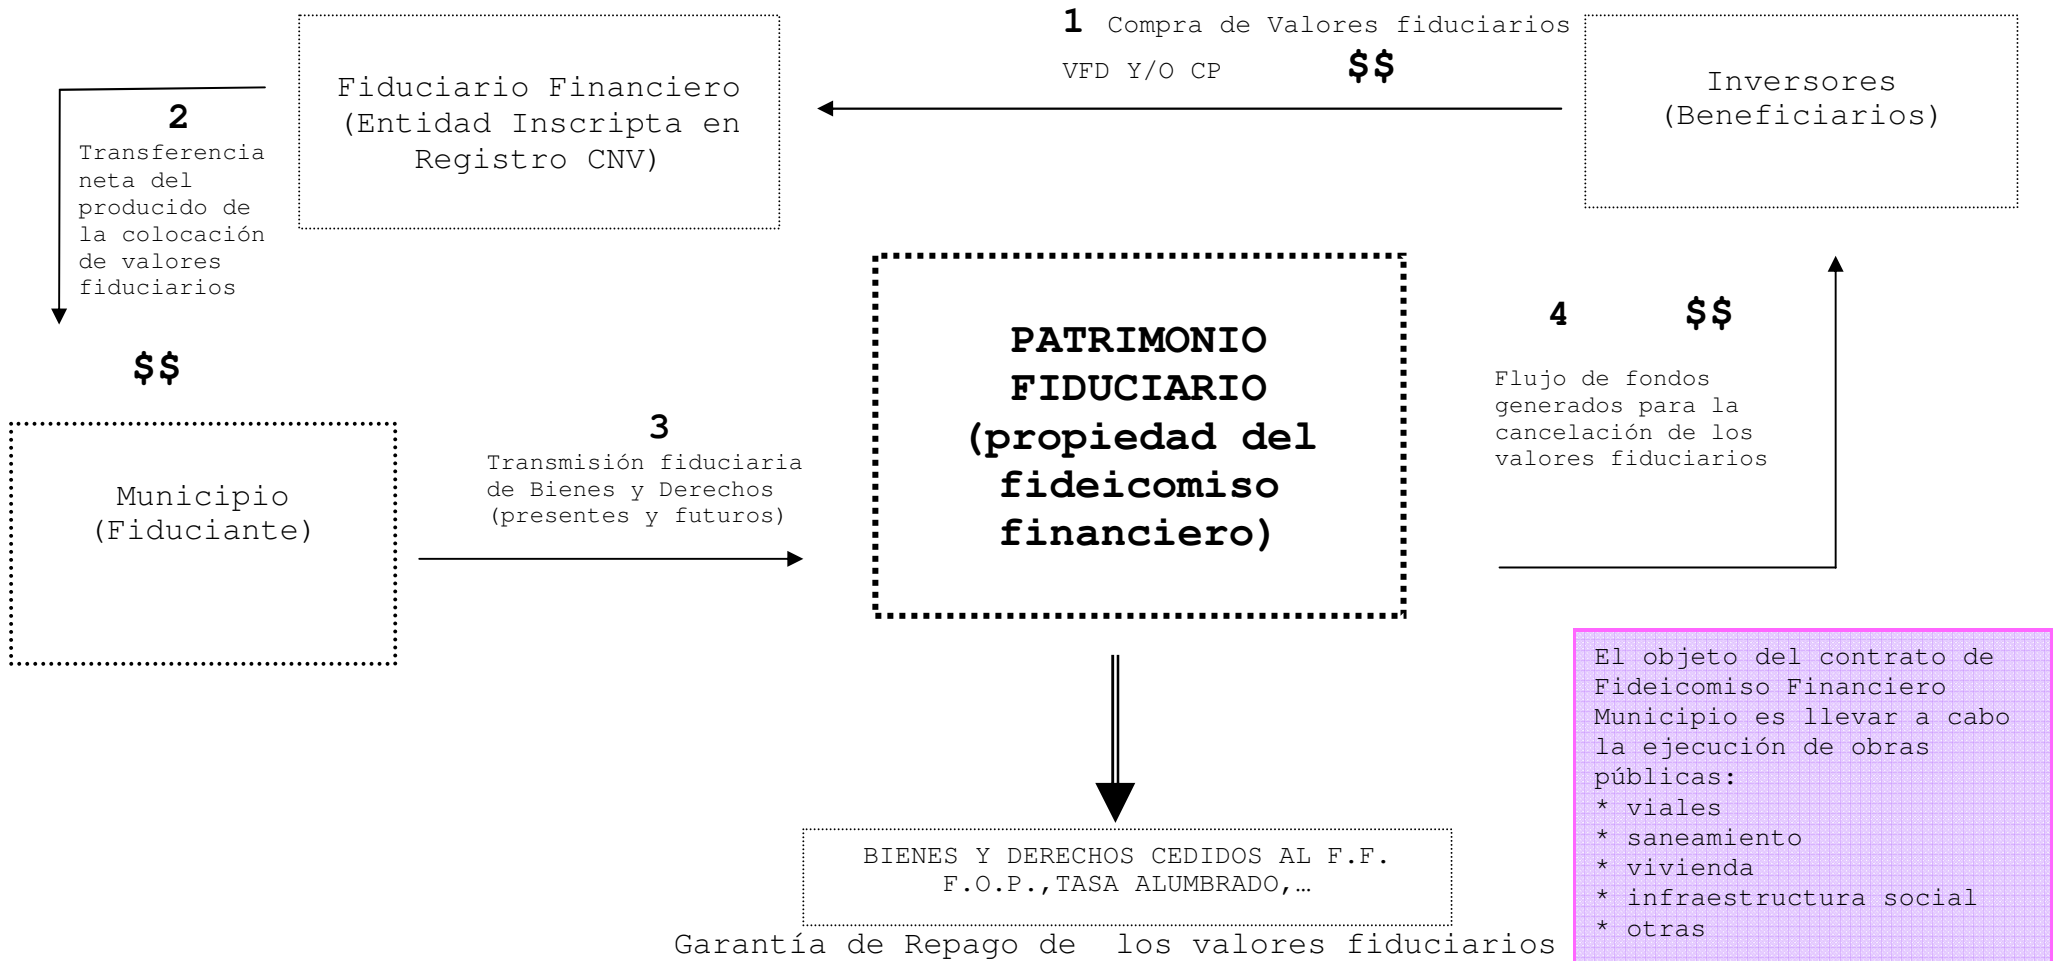 1 Compra de Valores fiduciarios
VFD Y/O CP $$
Fiduciario Financiero
(Entidad Inscripta en
Registro CNV)
Inversores
(Beneficiarios)
2
Transferencia
neta del
producido de
la colocación
de valores
fiduciarios
$$
PATRIMONIO
FIDUCIARIO
(propiedad del
fideicomiso
financiero)
4 $$
Flujo de fondos
generados para la
cancelación de los
valores fiduciarios
Municipio
(Fiduciante)
3
Transmisión fiduciaria
de Bienes y Derechos
(presentes y futuros)
El objeto del contrato de
Fideicomiso Financiero
Municipio es llevar a cabo
la ejecución de obras
públicas:
* viales
* saneamiento
* vivienda
* infraestructura social
* otras
BIENES Y DERECHOS CEDIDOS AL F.F.
F.O.P.,TASA ALUMBRADO,…
Garantía de Repago de los valores fiduciarios